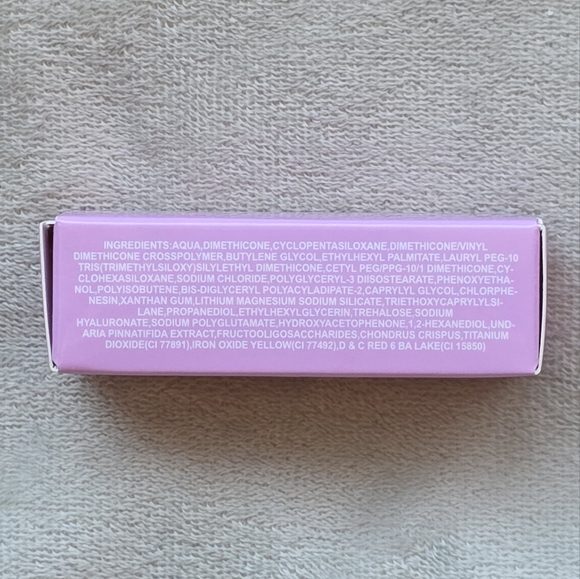 INGREDIENTS:AQUA,DIMETHICONE,CYCLOPENTASILOXANE,DIMETHICONE/VINYL
DIMETHICONE CROSSPOLYMER,BUTYLENE GLYCOL,ETHYLHEXYL PALMITATE,LAURYL PEG-10
TRIS(TRIMETHYLSILOXY)SILYLETHYL DIMETHICONE,CETYL PEG/PPG-10/1 DIMETHICONE,CY-
CLOHEXASILOXANE,SODIUM CHLORIDE,POLYGLYCERYL-3 DIISOSTEARATE,PHENOXYETHA-
NOL,POLYISOBUTENE,BIS-DIGLYCERYL POLYACYLADIPATE-2,CAPRYLYL GLYCOL,CHLORPHE-
NESIN,XANTHAN GUM,LITHIUM MAGNESIUM SODIUM SILICATE,TRIETHOXYCAPRYLYLSI-
LANE,PROPANEDIOL,ETHYLHEXYLGLYCERIN,TREHALOSE,SODIUM
HYALURONATE,SODIUM POLYGLUTAMATE,HYDROXYACETOPHENONE,1,2-HEXANEDIOL,UND-
ARIA PINNATIFIDA EXTRACT,FRUCTOOLIGOSACCHARIDES,CHONDRUS CRISPUS,TITANIUM
DIOXIDE(CI 77891),IRON OXIDE YELLOW(CI 77492),D & C RED 6 BA LAKE(CI 15850)